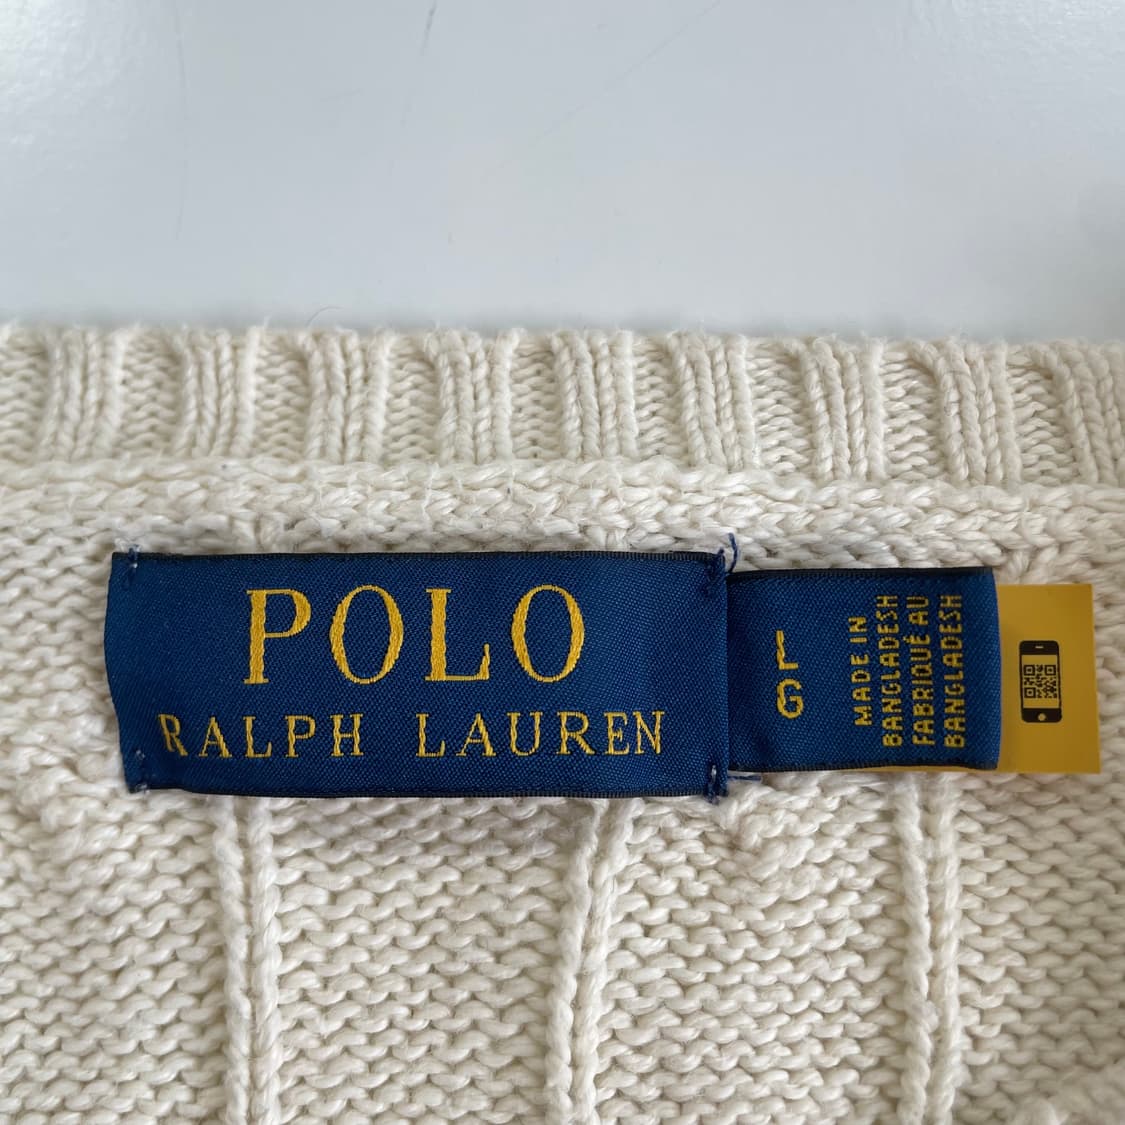 POLO
RALPH LAUREN
L
G
MADE IN
BANGLADESH
FABRIQUÉ AU
BANGLADESH